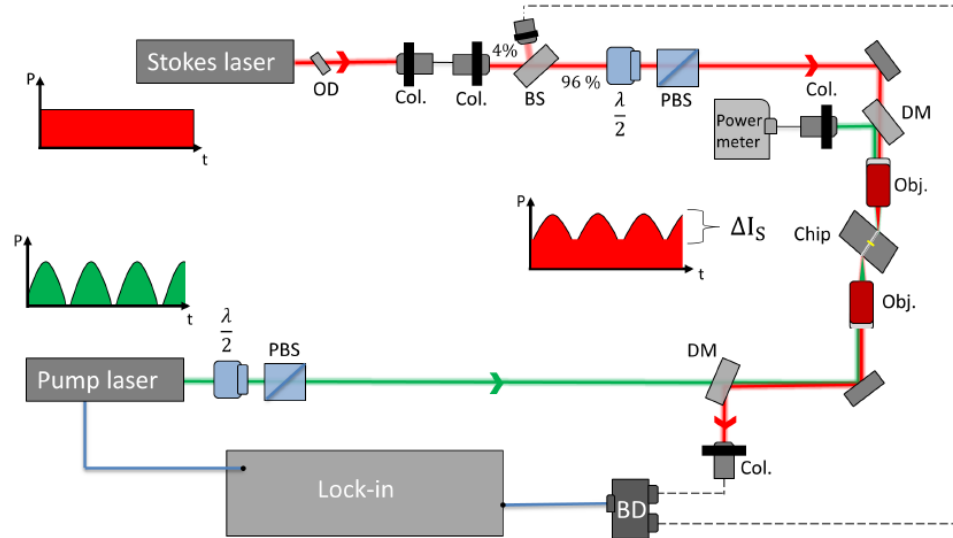 Stokes laser
OD
Col.
Col.
4%
BS
96 %
λ
2
PBS
Col.
DM
Power
meter
Obj.
P
t
P
t
ΔI_S
Chip
P
t
Obj.
λ
2
PBS
DM
Pump laser
Col.
Lock-in
BD